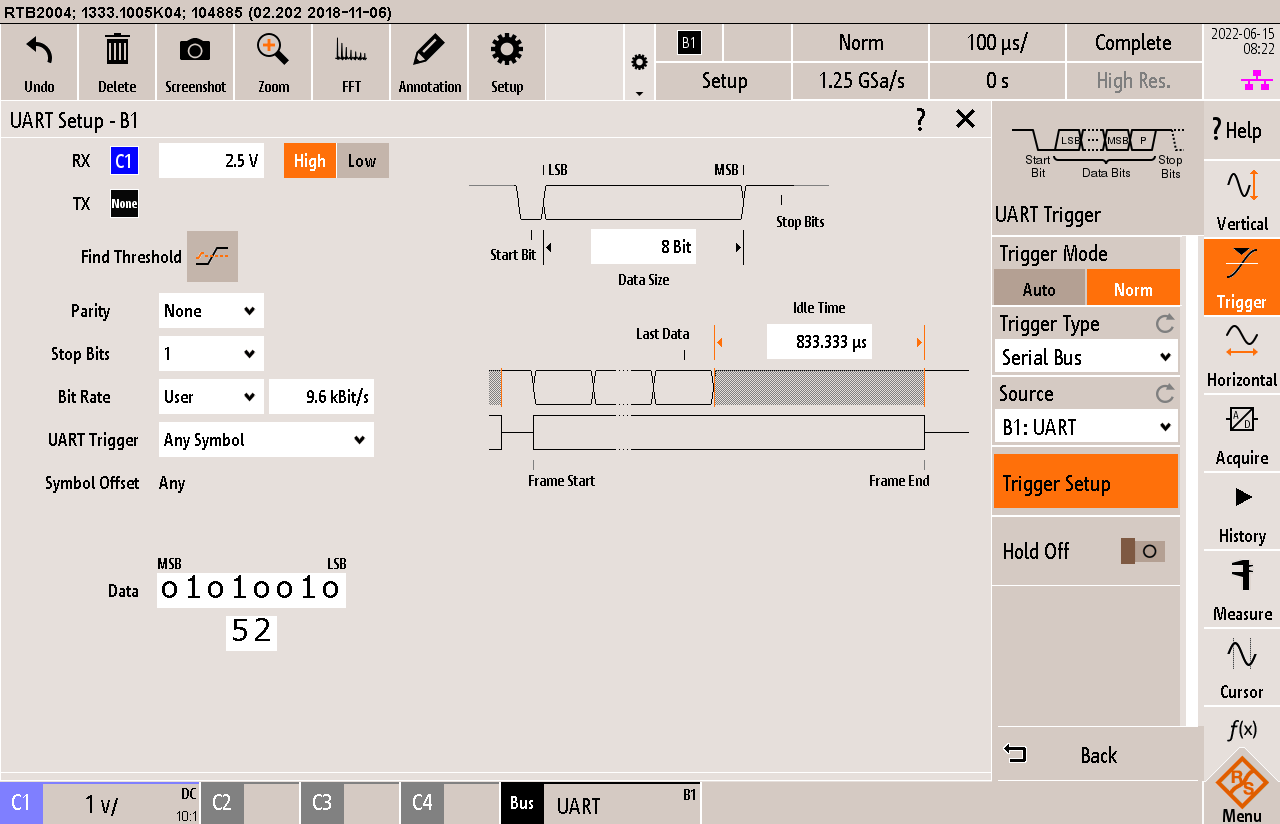 RTB2004; 1333.1005K04; 104885 (02.202 2018-11-06)
Undo
Delete
Screenshot
Zoom
FFT
Annotation
Setup
B1
Setup
Norm
1.25 GSa/s
100 µs/
0 s
Complete
High Res.
2022-06-15
08:22
UART Setup - B1
?
RX C1 2.5 V High Low
TX None
Find Threshold
Parity None
Stop Bits 1
Bit Rate User 9.6 kBit/s
UART Trigger Any Symbol
Symbol Offset Any
MSB LSB
Data 01010010
52
LSB MSB
Stop Bits
Start Bit 8 Bit
Data Size
Idle Time
Last Data 833.333 µs
Frame Start Frame End
LSB MSB P
Start
Bit
Data Bits
Stop
Bits
UART Trigger
Trigger Mode
Auto Norm
Trigger Type
Serial Bus
Source
B1: UART
Trigger Setup
Hold Off
Back
? Help
Vertical
Trigger
Horizontal
A D
Acquire
History
Measure
Cursor
f(x)
R S
Menu
C1 1 V/ DC
10:1
C2
C3
C4
Bus UART B1